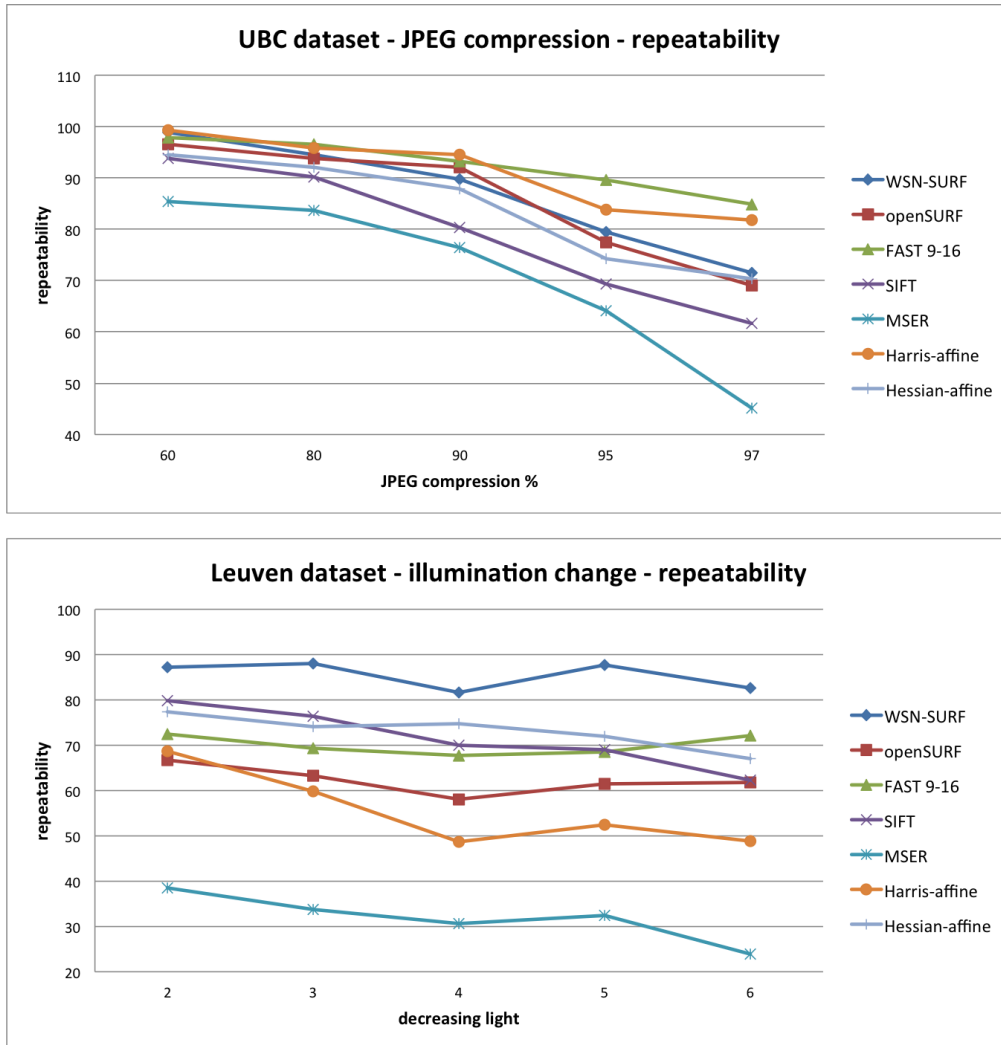 UBC dataset - JPEG compression - repeatability
110
100
90
80
70
60
50
40
repeatability
60 80 90 95 97
JPEG compression %
WSN-SURF
openSURF
FAST 9-16
SIFT
MSER
Harris-affine
Hessian-affine
Leuven dataset - illumination change - repeatability
100
90
80
70
60
50
40
30
20
repeatability
2 3 4 5 6
decreasing light
WSN-SURF
openSURF
FAST 9-16
SIFT
MSER
Harris-affine
Hessian-affine